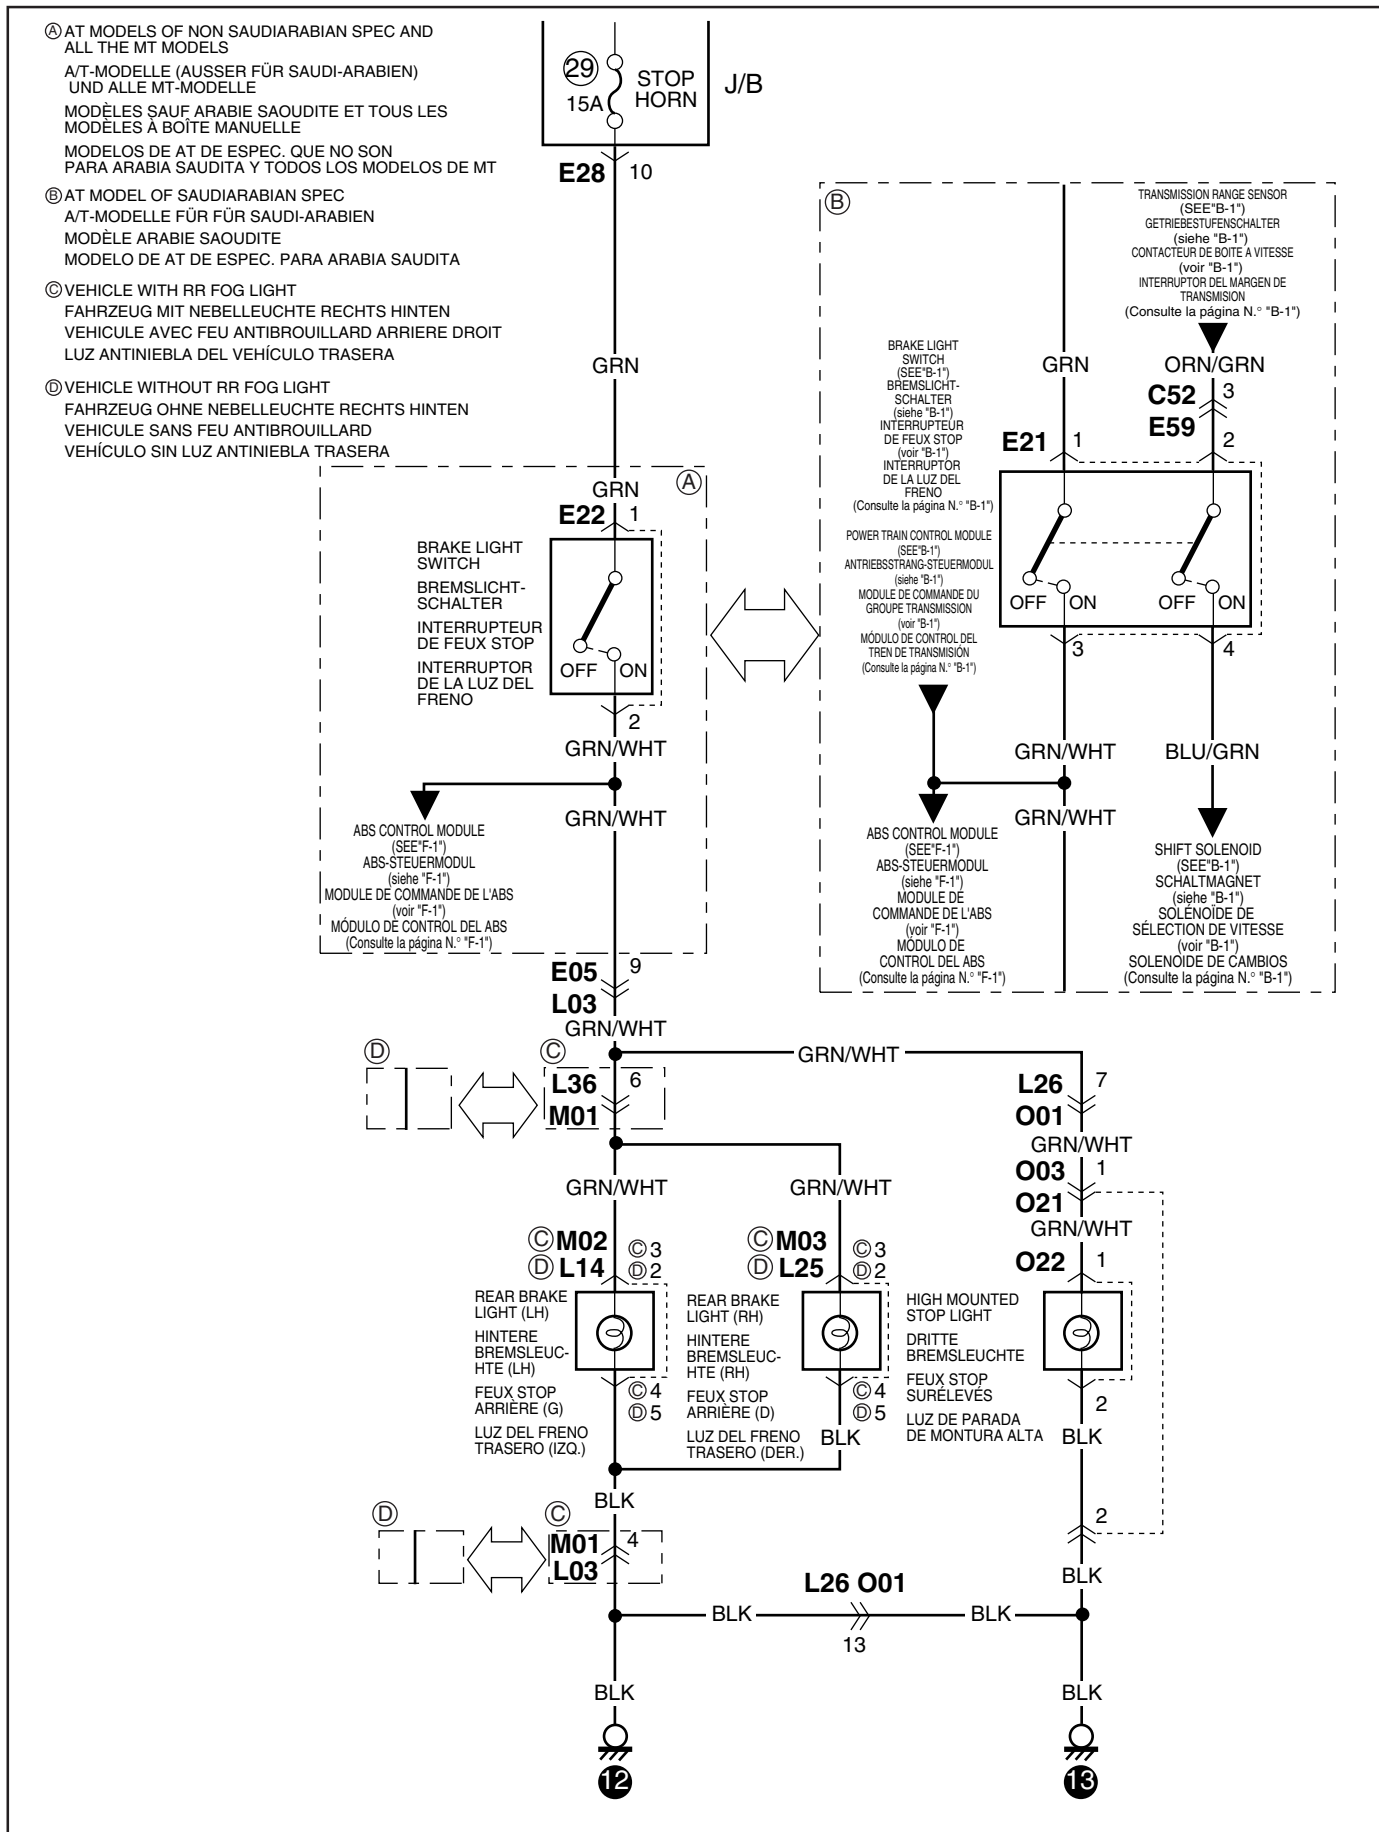 Ⓐ AT MODELS OF NON SAUDIARABIAN SPEC AND
ALL THE MT MODELS
A/T-MODELLE (AUSSER FÜR SAUDI-ARABIEN)
UND ALLE MT-MODELLE
MODÈLES SAUF ARABIE SAOUDITE ET TOUS LES
MODÈLES À BOÎTE MANUELLE
MODELOS DE AT DE ESPEC. QUE NO SON
PARA ARABIA SAUDITA Y TODOS LOS MODELOS DE MT
Ⓑ AT MODEL OF SAUDIARABIAN SPEC
A/T-MODELLE FÜR FÜR SAUDI-ARABIEN
MODÈLE ARABIE SAOUDITE
MODELO DE AT DE ESPEC. PARA ARABIA SAUDITA
Ⓒ VEHICLE WITH RR FOG LIGHT
FAHRZEUG MIT NEBELLEUCHTE RECHTS HINTEN
VEHICULE AVEC FEU ANTIBROUILLARD ARRIERE DROIT
LUZ ANTINIEBLA DEL VEHÍCULO TRASERA
Ⓓ VEHICLE WITHOUT RR FOG LIGHT
FAHRZEUG OHNE NEBELLEUCHTE RECHTS HINTEN
VEHICULE SANS FEU ANTIBROUILLARD
VEHÍCULO SIN LUZ ANTINIEBLA TRASERA
29
15A
STOP
HORN
J/B
E28 10
GRN
Ⓐ
GRN
E22 1
BRAKE LIGHT
SWITCH
BREMSLICHT-
SCHALTER
INTERRUPTEUR
DE FEUX STOP
INTERRUPTOR
DE LA LUZ DEL
FRENO
OFF ON
2
GRN/WHT
GRN/WHT
ABS CONTROL MODULE
(SEE"F-1")
ABS-STEUERMODUL
(siehe "F-1")
MODULE DE COMMANDE DE L'ABS
(voir "F-1")
MÓDULO DE CONTROL DEL ABS
(Consulte la página N.° "F-1")
Ⓑ
TRANSMISSION RANGE SENSOR
(SEE"B-1")
GETRIEBESTUFENSCHALTER
(siehe "B-1")
CONTACTEUR DE BOITE A VITESSE
(voir "B-1")
INTERRUPTOR DEL MARGEN DE
TRANSMISION
(Consulte la página N.° "B-1")
BRAKE LIGHT
SWITCH
(SEE"B-1")
BREMSLICHT-
SCHALTER
(siehe "B-1")
INTERRUPTEUR
DE FEUX STOP
(voir "B-1")
INTERRUPTOR
DE LA LUZ DEL
FRENO
(Consulte la página N.° "B-1")
GRN
ORN/GRN
C52 3
E59
E21 1
2
POWER TRAIN CONTROL MODULE
(SEE"B-1")
ANTRIEBSSTRANG-STEUERMODUL
(siehe "B-1")
MODULE DE COMMANDE DU
GROUPE TRANSMISSION
(voir "B-1")
MÓDULO DE CONTROL DEL
TREN DE TRANSMISIÓN
(Consulte la página N.° "B-1")
OFF ON
OFF ON
3
4
GRN/WHT
BLU/GRN
GRN/WHT
ABS CONTROL MODULE
(SEE"F-1")
ABS-STEUERMODUL
(siehe "F-1")
MODULE DE
COMMANDE DE L'ABS
(voir "F-1")
MÓDULO DE
CONTROL DEL ABS
(Consulte la página N.° "F-1")
SHIFT SOLENOID
(SEE"B-1")
SCHALTMAGNET
(siehe "B-1")
SOLÉNOÏDE DE
SÉLECTION DE VITESSE
(voir "B-1")
SOLENOIDE DE CAMBIOS
(Consulte la página N.° "B-1")
E05 9
L03
GRN/WHT
GRN/WHT
Ⓓ
Ⓒ
L36 6
M01
L26 7
O01
GRN/WHT
O03 1
O21
GRN/WHT
GRN/WHT
GRN/WHT
Ⓒ M02 Ⓒ 3
Ⓓ L14 Ⓓ 2
Ⓒ M03 Ⓒ 3
Ⓓ L25 Ⓓ 2
O22 1
REAR BRAKE
LIGHT (LH)
HINTERE
BREMSLEUC-
HTE (LH)
FEUX STOP
ARRIÈRE (G)
LUZ DEL FRENO
TRASERO (IZQ.)
Ⓒ 4
Ⓓ 5
REAR BRAKE
LIGHT (RH)
HINTERE
BREMSLEUC-
HTE (RH)
FEUX STOP
ARRIÈRE (D)
LUZ DEL FRENO
TRASERO (DER.)
Ⓒ 4
Ⓓ 5
BLK
HIGH MOUNTED
STOP LIGHT
DRITTE
BREMSLEUCHTE
FEUX STOP
SURÉLEVÉS
LUZ DE PARADA
DE MONTURA ALTA
2
BLK
BLK
2
Ⓓ
Ⓒ
M01 4
L03
BLK
L26 O01
BLK
BLK
13
BLK
BLK
12
13